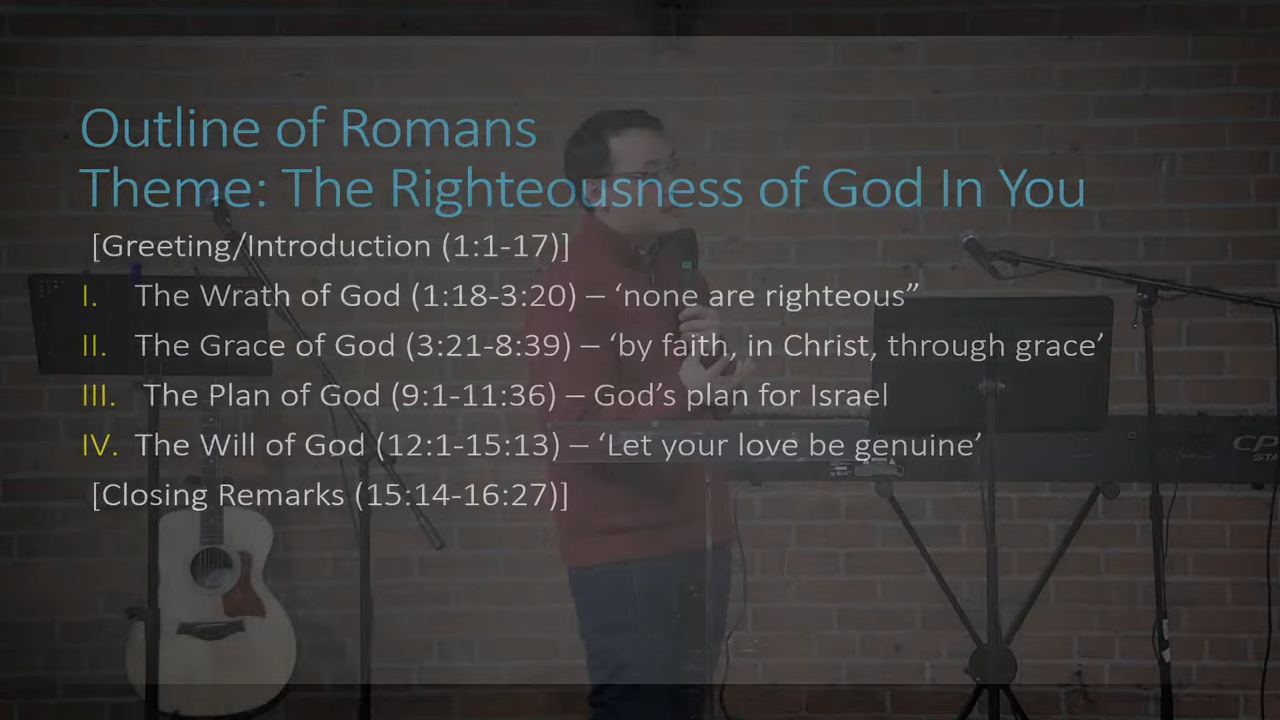 Outline of Romans
Theme: The Righteousness of God In You
[Greeting/Introduction (1:1-17)]
I. The Wrath of God (1:18-3:20) – ‘none are righteous”
II. The Grace of God (3:21-8:39) – ‘by faith, in Christ, through grace’
III. The Plan of God (9:1-11:36) – God’s plan for Israel
IV. The Will of God (12:1-15:13) – ‘Let your love be genuine’
[Closing Remarks (15:14-16:27)]